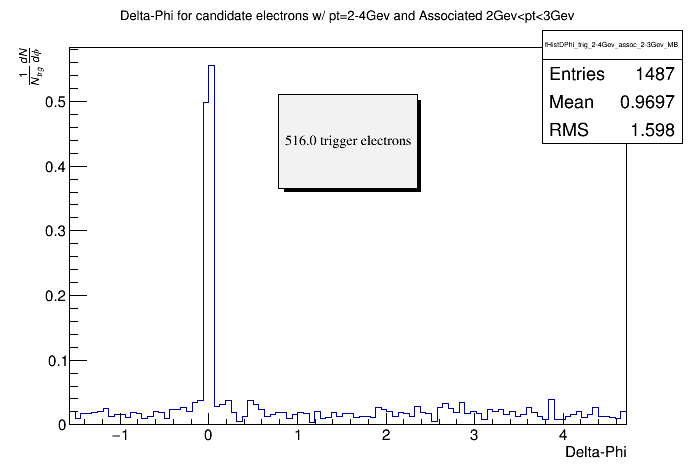 Delta-Phi for candidate electrons w/ pt=2-4Gev and Associated 2Gev<pt<3Gev
fHistDPhi_trig_2-4Gev_assoc_2-3Gev_MB
Entries 1487
Mean 0.9697
RMS 1.598
1 dN
N_trg dϕ
516.0 trigger electrons
0.5
0.4
0.3
0.2
0.1
0
−1 0 1 2 3 4
Delta-Phi